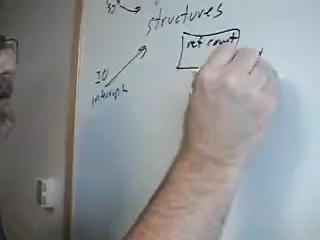 structures
ref count
IO
interrupt